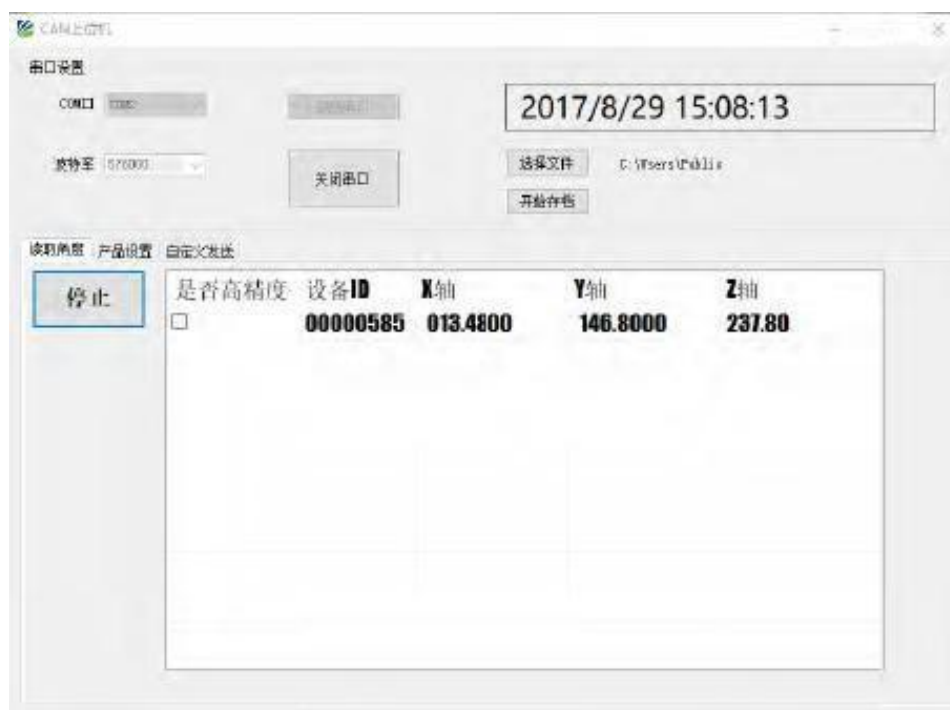 CAN上位机
串口设置
COM口
2017/8/29 15:08:13
波特率 576000
关闭串口
选择文件 C:\Users\Public
开始存档
读取角度 产品设置 自定义发送
停止
是否高精度 设备ID X轴 Y轴 Z轴
00000585 013.4800 146.8000 237.80